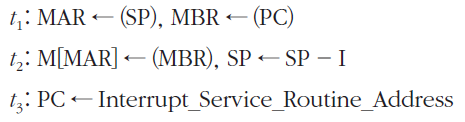 t₁: MAR ← (SP), MBR ← (PC)
t₂: M[MAR] ← (MBR), SP ← SP – I
t₃: PC ← Interrupt_Service_Routine_Address